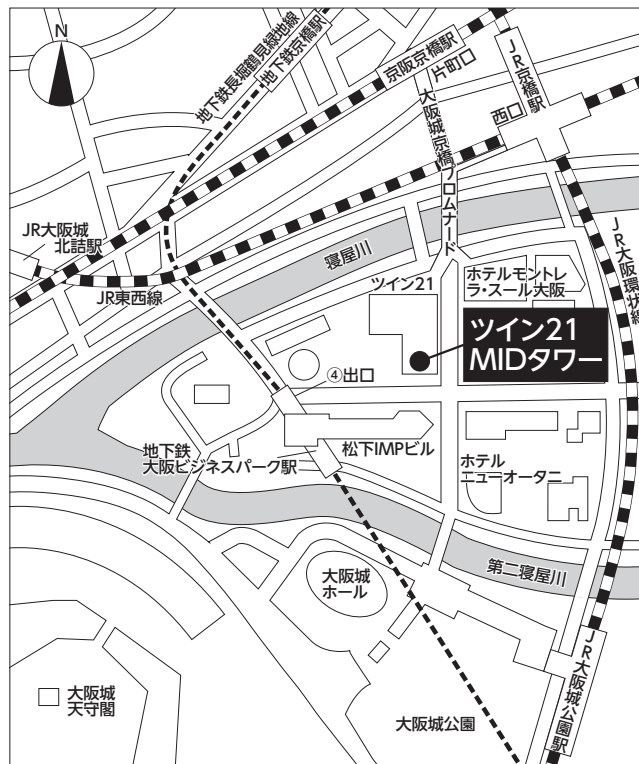 N
地下鉄長堀鶴見緑地線
地下鉄京橋駅
京阪京橋駅
片町口
JR京橋駅
西口
大阪城京橋プロムナード
JR大阪城
北詰駅
JR東西線
寝屋川
ツイン21
ホテルモントレ
ラ・スール大阪
JR大阪環状線
ツイン21
MIDタワー
④出口
地下鉄
大阪ビジネスパーク駅
松下IMPビル
ホテル
ニューオータニ
第二寝屋川
大阪城
ホール
大阪城
天守閣
大阪城公園
JR大阪城公園駅